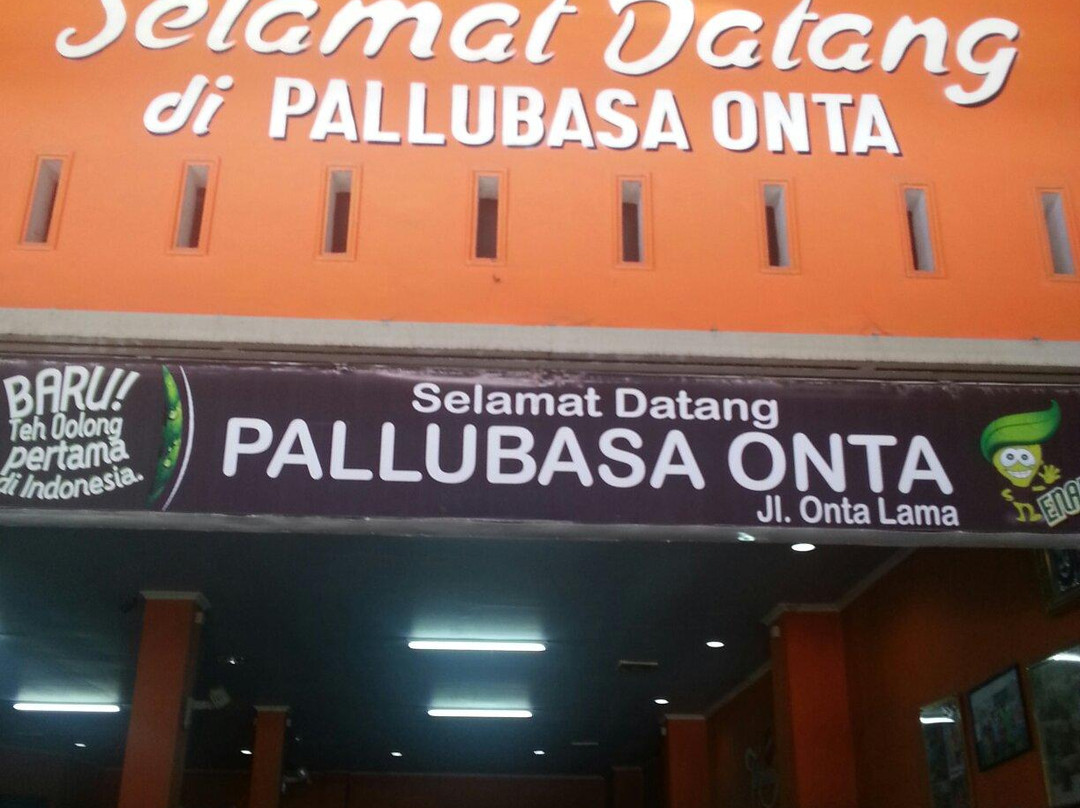 Selamat Datang
di PALLUBASA ONTA
BARU!
Teh Oolong
pertama
di Indonesia.
Selamat Datang
PALLUBASA ONTA
Jl. Onta Lama